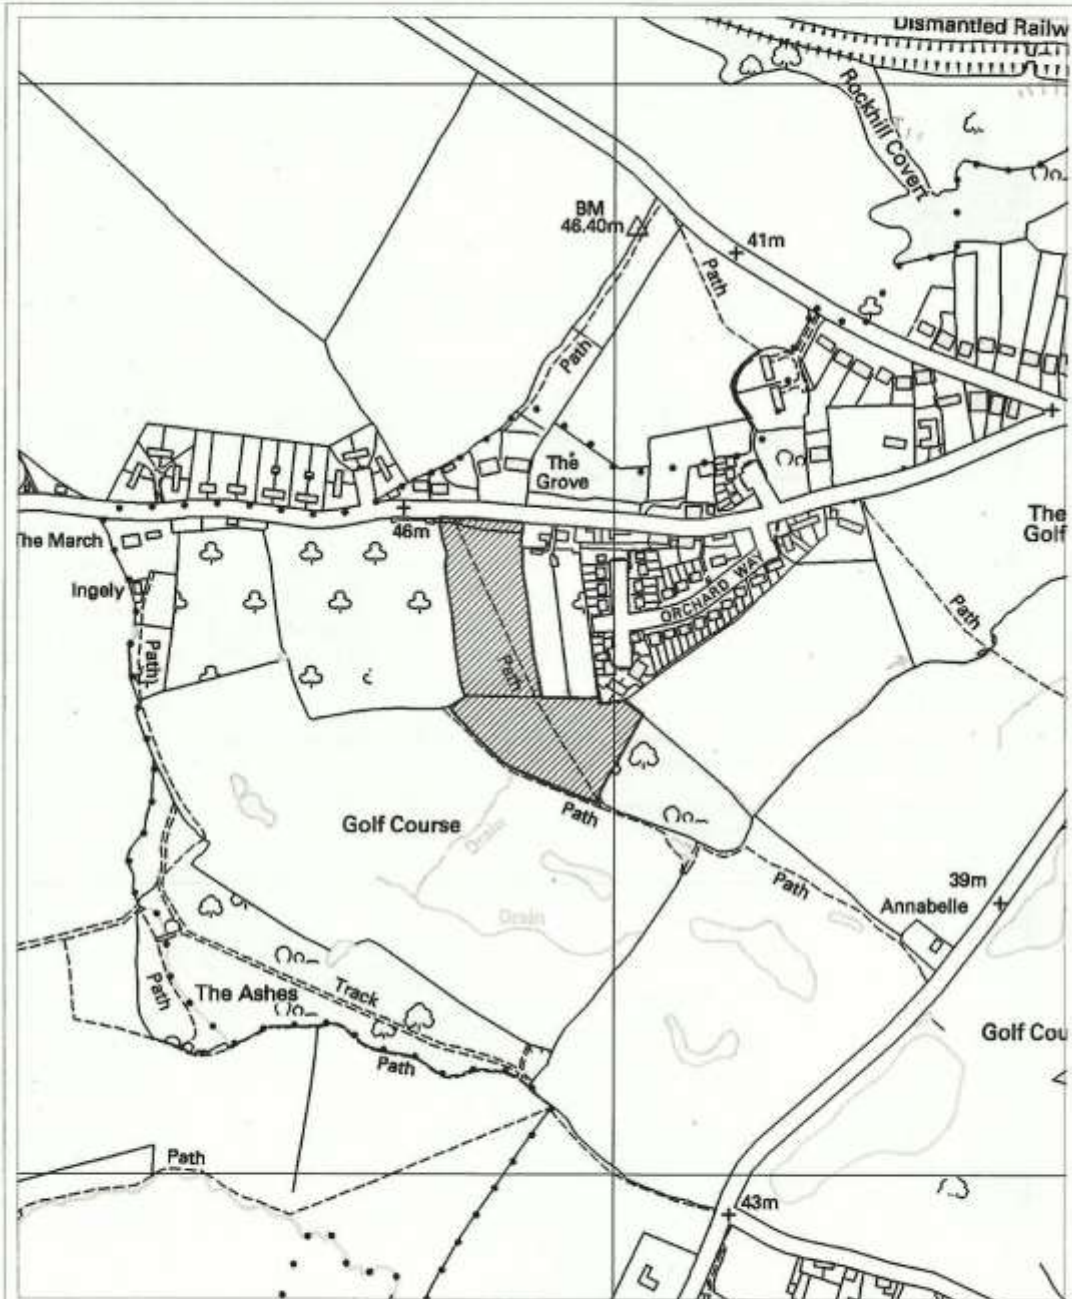 Dismantled Railw
Rockhill Covert
BM
46.40m
41m
Path
Path
The
Grove
46m
The March
Ingely
Path
Path
ORCHARD WAY
The
Golf
Path
Golf Course
Drain
Path
Drain
Path
39m
Annabelle
Path
The Ashes
Track
Path
Golf Cou
Path
43m